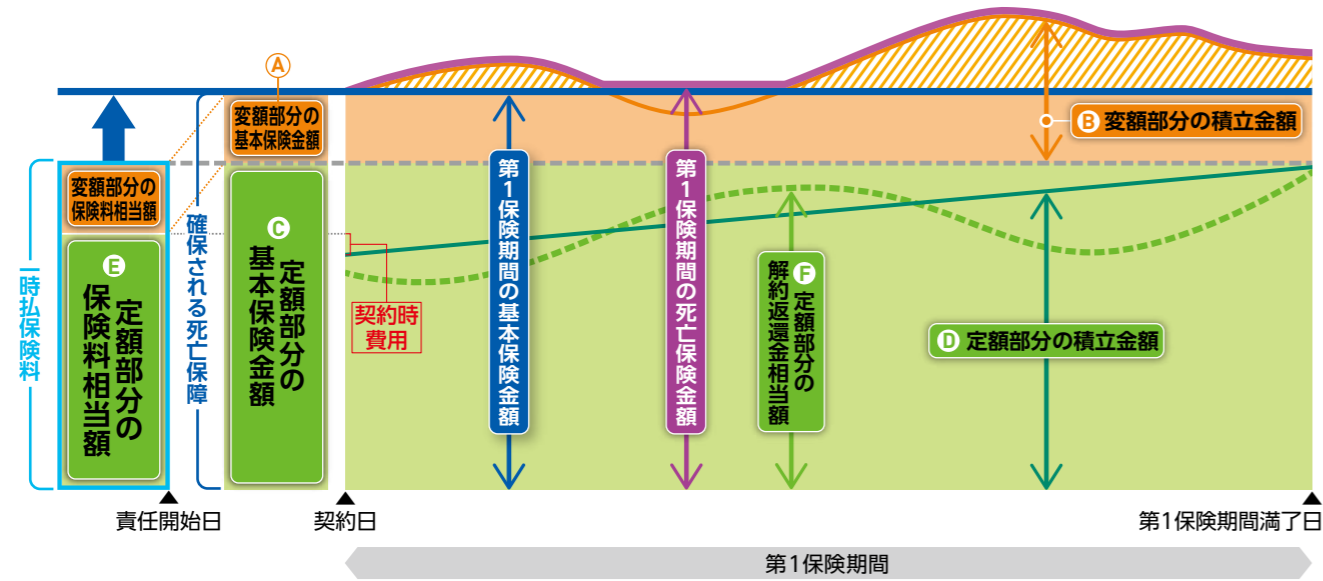 Ⓐ
変額部分の
基本保険金額
変額部分の
保険料相当額
Ⓔ 定額部分の
保険料相当額
一時払保険料
確保される死亡保障
Ⓒ 定額部分の
基本保険金額
契約時
費用
第1保険期間の基本保険金額
第1保険期間の死亡保険金額
Ⓕ 定額部分の
解約返還金相当額
Ⓑ 変額部分の積立金額
Ⓓ 定額部分の積立金額
責任開始日
契約日
第1保険期間満了日
第1保険期間